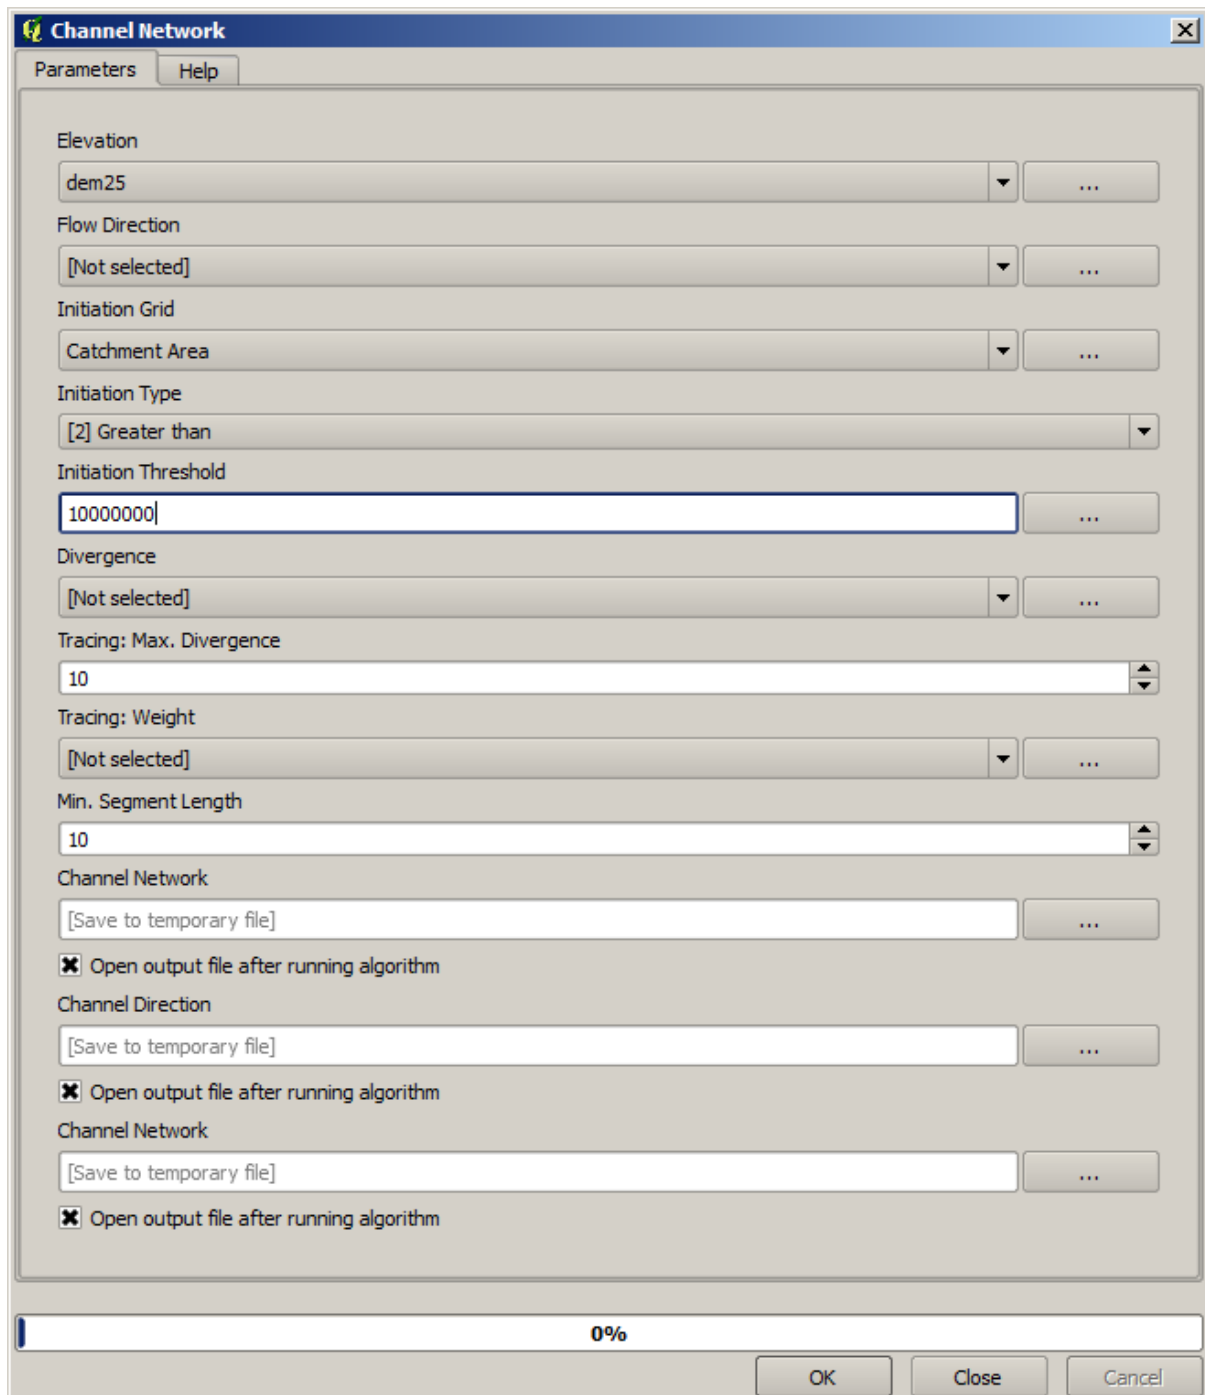 Channel Network
Parameters Help
Elevation
dem25 ...
Flow Direction
[Not selected] ...
Initiation Grid
Catchment Area ...
Initiation Type
[2] Greater than
Initiation Threshold
10000000 ...
Divergence
[Not selected] ...
Tracing: Max. Divergence
10
Tracing: Weight
[Not selected] ...
Min. Segment Length
10
Channel Network
[Save to temporary file] ...
Open output file after running algorithm
Channel Direction
[Save to temporary file] ...
Open output file after running algorithm
Channel Network
[Save to temporary file] ...
Open output file after running algorithm
0%
OK Close Cancel